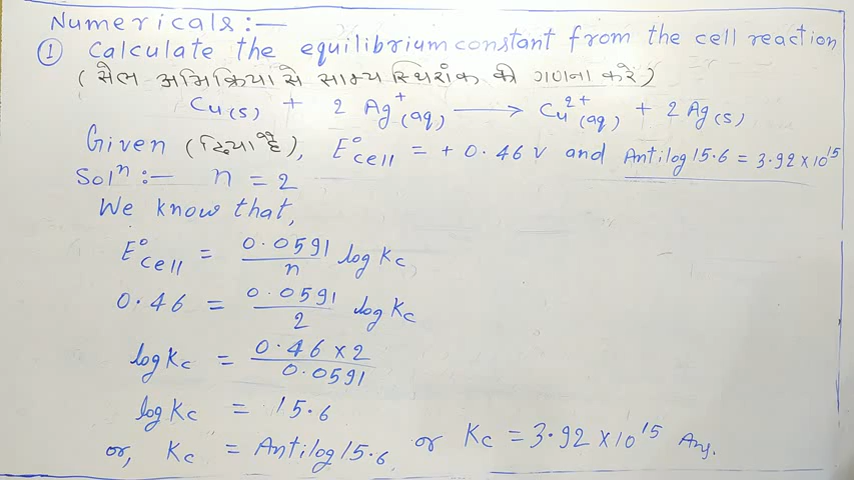 Numericals:—
① Calculate the equilibrium constant from the cell reaction
(सैल अभिक्रिया से साम्य स्थिरांक की गणना करे)
Cu(s) + 2 Ag⁺(aq) ⟶ Cu²⁺(aq) + 2 Ag(s)
Given (दिया है), E°cell = + 0.46 V and Antilog 15.6 = 3.92 × 10¹⁵
Solⁿ:— n = 2
We know that,
E°cell = 0.0591/n log Kc
0.46 = 0.0591/2 log Kc
log Kc = 0.46 × 2/0.0591
log Kc = 15.6
or, Kc = Antilog 15.6 or Kc = 3.92 × 10¹⁵ Ans.